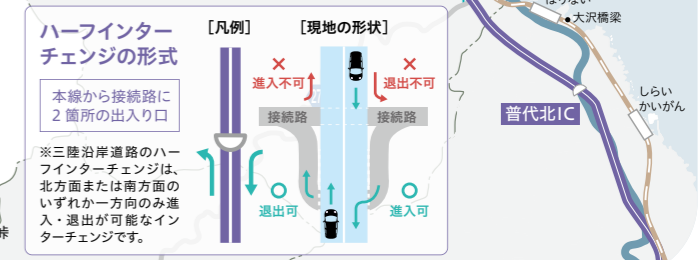 ハーフインター
チェンジの形式
本線から接続路に
2箇所の出入り口
※三陸沿岸道路のハー
フインターチェンジは、
北方面または南方面の
いずれか一方向のみ進
入・退出が可能なイン
ターチェンジです。
［凡例］
［現地の形状］
進入不可
退出不可
接続路
接続路
退出可
進入可
大沢橋梁
しらい
かいがん
普代北IC
峠